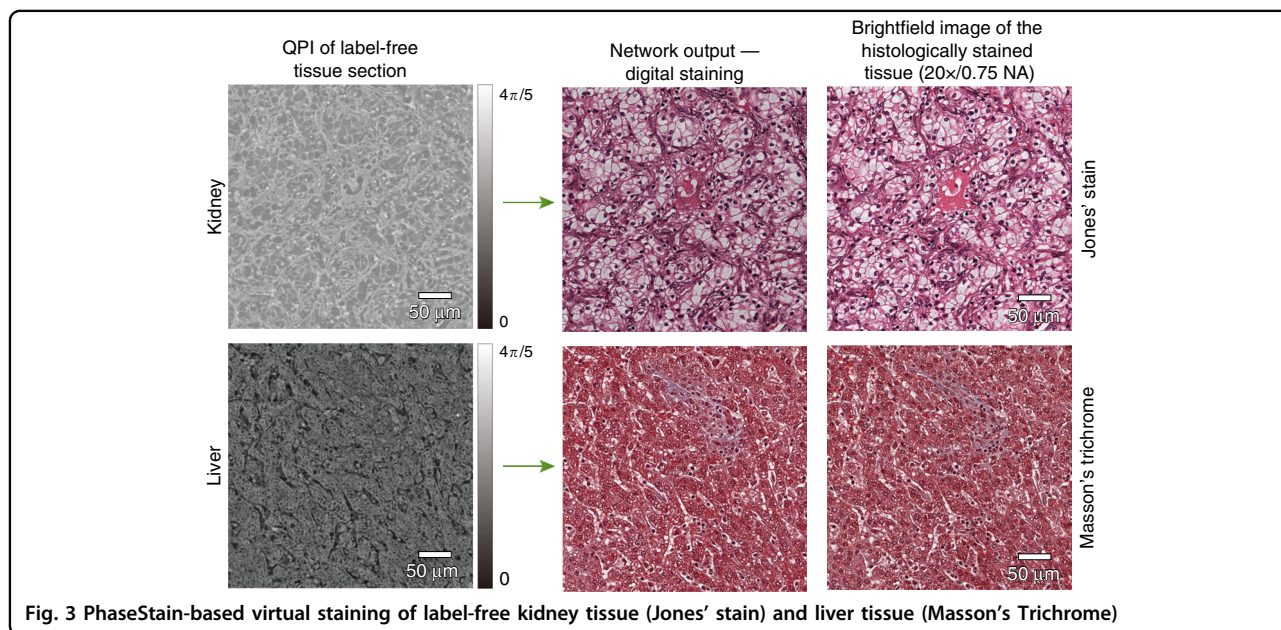 QPI of label-free
tissue section
Network output —
digital staining
Brightfield image of the
histologically stained
tissue (20×/0.75 NA)
Kidney
50 μm
4π/5
0
50 μm
Jones' stain
Liver
50 μm
4π/5
0
50 μm
Masson's trichrome
Fig. 3 PhaseStain-based virtual staining of label-free kidney tissue (Jones' stain) and liver tissue (Masson's Trichrome)